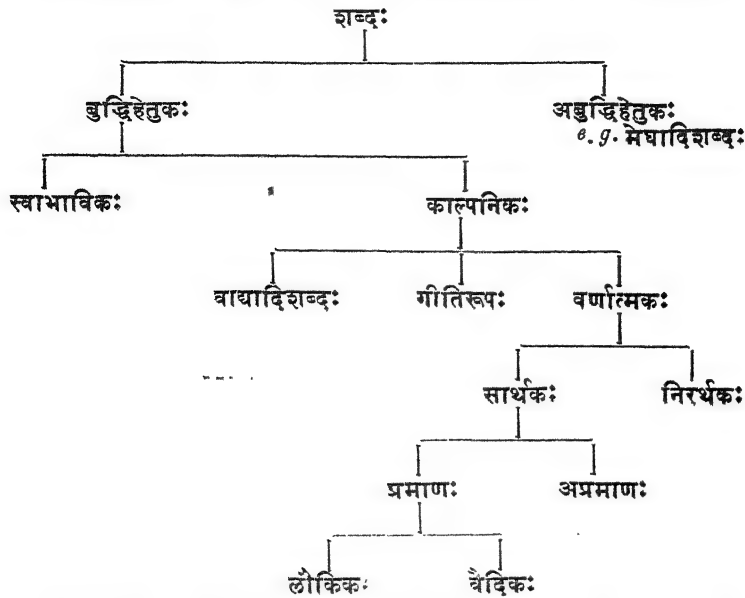 शब्दः
बुद्धिहेतुकः अबुद्धिहेतुकः
e. g. मेघादिशब्दः
स्वाभाविकः काल्पनिकः
वाद्यादिशब्दः गीतिरूपः वर्णात्मकः
सार्थकः निरर्थकः
प्रमाणः अप्रमाणः
लौकिकः वैदिकः